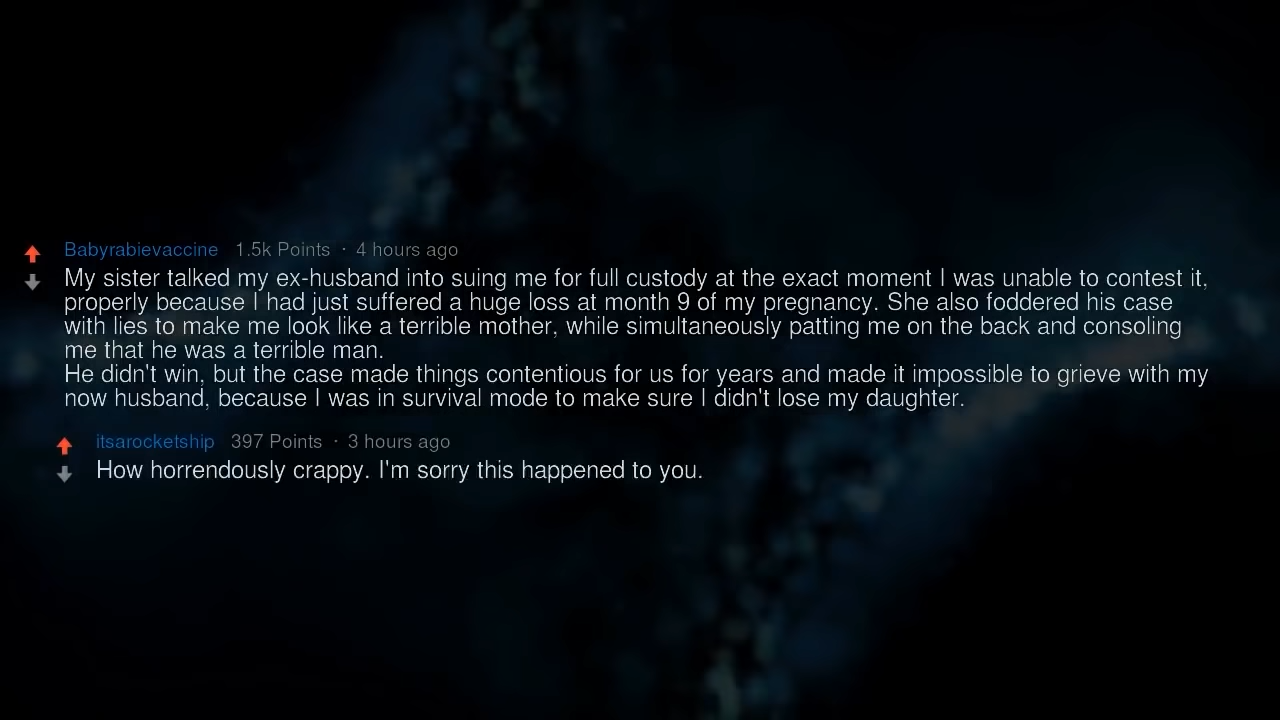 Babyrabievaccine 1.5k Points · 4 hours ago
My sister talked my ex-husband into suing me for full custody at the exact moment I was unable to contest it,
properly because I had just suffered a huge loss at month 9 of my pregnancy. She also foddered his case
with lies to make me look like a terrible mother, while simultaneously patting me on the back and consoling
me that he was a terrible man.
He didn't win, but the case made things contentious for us for years and made it impossible to grieve with my
now husband, because I was in survival mode to make sure I didn't lose my daughter.
itsarocketship 397 Points · 3 hours ago
How horrendously crappy. I'm sorry this happened to you.